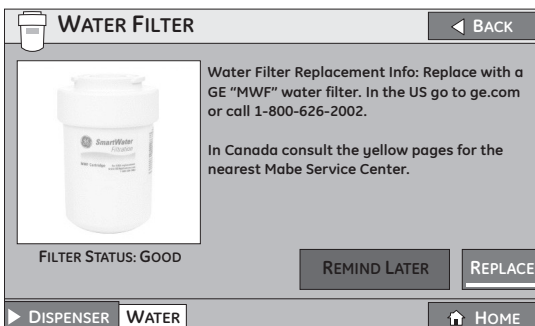 WATER FILTER
BACK
Water Filter Replacement Info: Replace with a
GE “MWF” water filter. In the US go to ge.com
or call 1-800-626-2002.
In Canada consult the yellow pages for the
nearest Mabe Service Center.
SmartWater
Filtration
FILTER STATUS: GOOD
REMIND LATER
REPLACE
DISPENSER
WATER
HOME